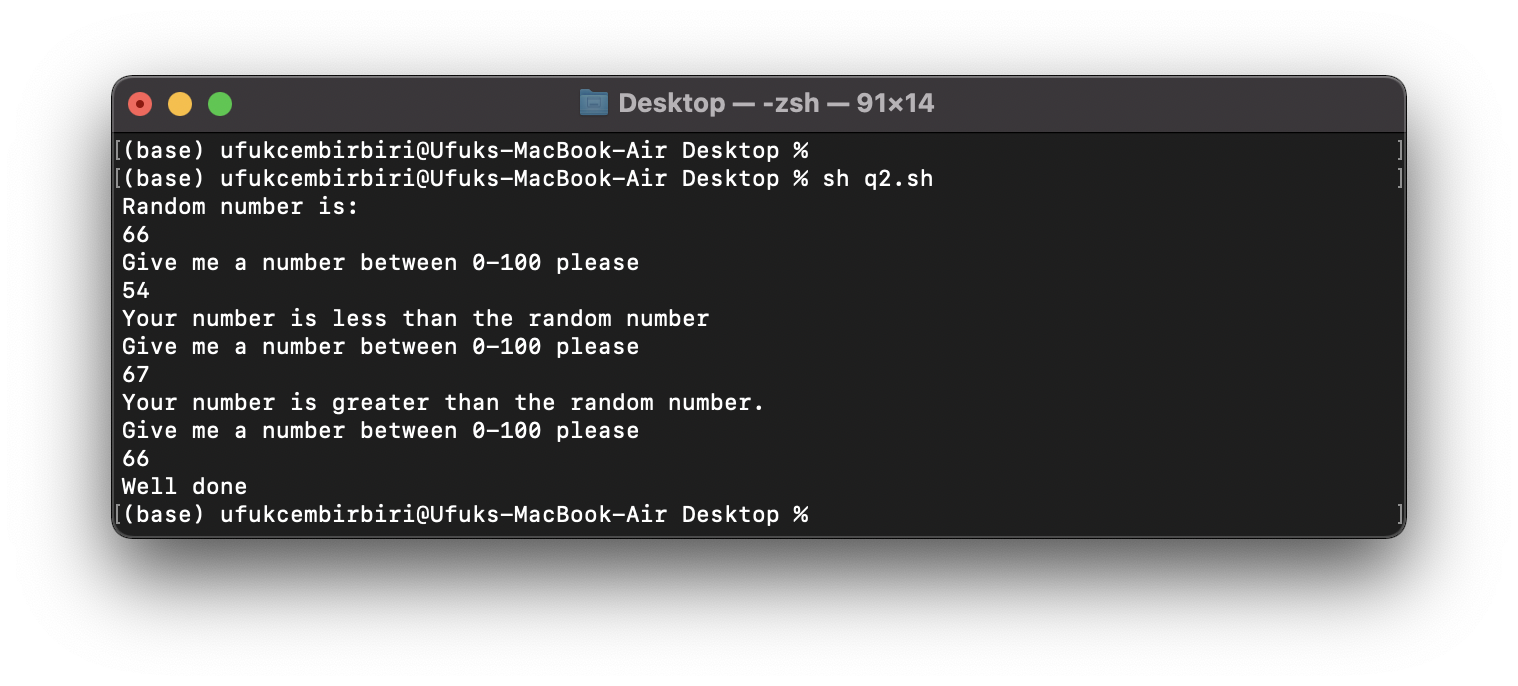 Desktop — -zsh — 91×14
[(base) ufukcembirbiri@Ufuks-MacBook-Air Desktop % ]
[(base) ufukcembirbiri@Ufuks-MacBook-Air Desktop % sh q2.sh ]
Random number is:
66
Give me a number between 0-100 please
54
Your number is less than the random number
Give me a number between 0-100 please
67
Your number is greater than the random number.
Give me a number between 0-100 please
66
Well done
[(base) ufukcembirbiri@Ufuks-MacBook-Air Desktop % ]